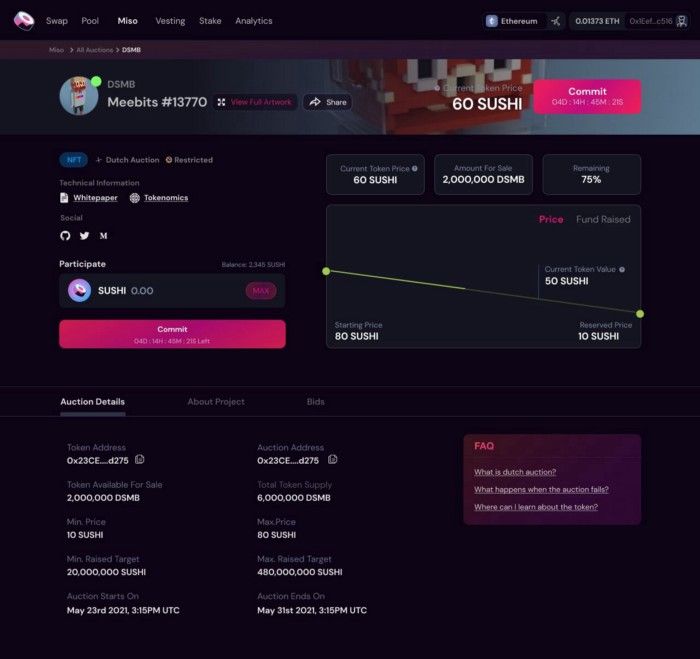 Swap Pool Miso Vesting Stake Analytics
Ethereum 0.01373 ETH 0x1Eef...c516
Miso > All Auctions > DSMB
DSMB
Meebits #13770 View Full Artwork Share
Current Token Price
60 SUSHI
Commit
04D : 14H : 45M : 21S
NFT Dutch Auction Restricted
Technical Information
Whitepaper Tokenomics
Social
Participate Balance: 2,345 SUSHI
SUSHI 0.00 MAX
Commit
04D : 14H : 45M : 21S Left
Current Token Price
60 SUSHI
Amount For Sale
2,000,000 DSMB
Remaining
75%
Price Fund Raised
Current Token Value
50 SUSHI
Starting Price
80 SUSHI
Reserved Price
10 SUSHI
Auction Details About Project Bids
Token Address
0x23CE....d275
Auction Address
0x23CE....d275
Token Available For Sale
2,000,000 DSMB
Total Token Supply
6,000,000 DSMB
Min. Price
10 SUSHI
Max.Price
80 SUSHI
Min. Raised Target
20,000,000 SUSHI
Max. Raised Target
480,000,000 SUSHI
Auction Starts On
May 23rd 2021, 3:15PM UTC
Auction Ends On
May 31st 2021, 3:15PM UTC
FAQ
What is dutch auction?
What happens when the auction fails?
Where can I learn about the token?